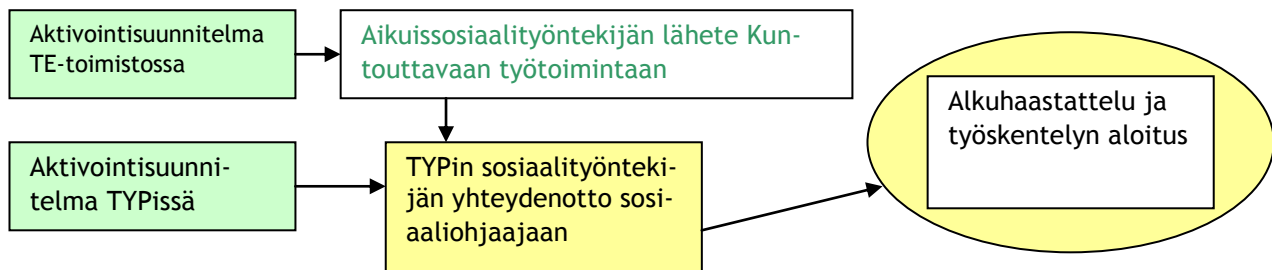 Aktivointisuunnitelma
TE-toimistossa
Aikuissosiaalityöntekijän lähete Kun-
touttavaan työtoimintaan
Alkuhaastattelu ja
työskentelyn aloitus
Aktivointisuunni-
telma TYPissä
TYPin sosiaalityönteki-
jän yhteydenotto sosi-
aaliohjaajaan